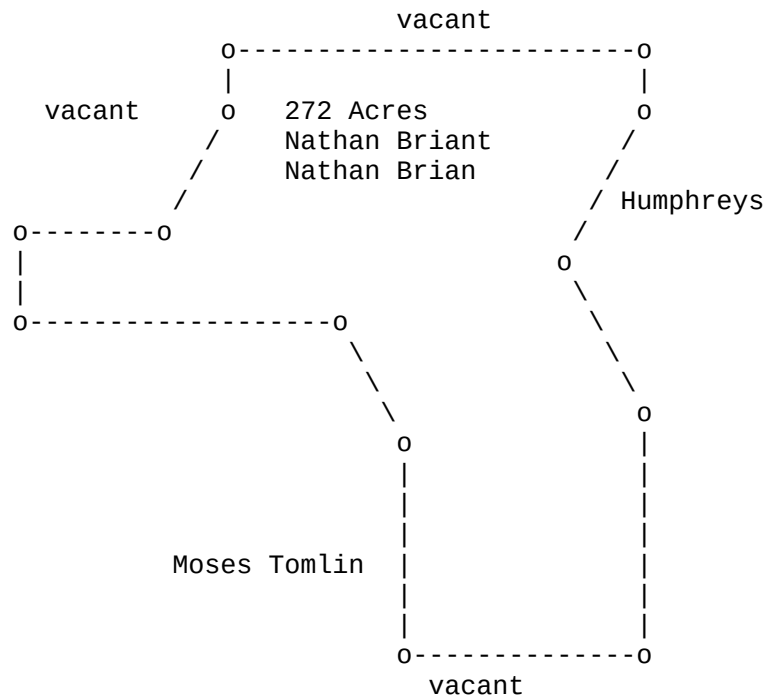 vacant
vacant
272 Acres
Nathan Briant
Nathan Brian
Humphreys
Moses Tomlin
vacant